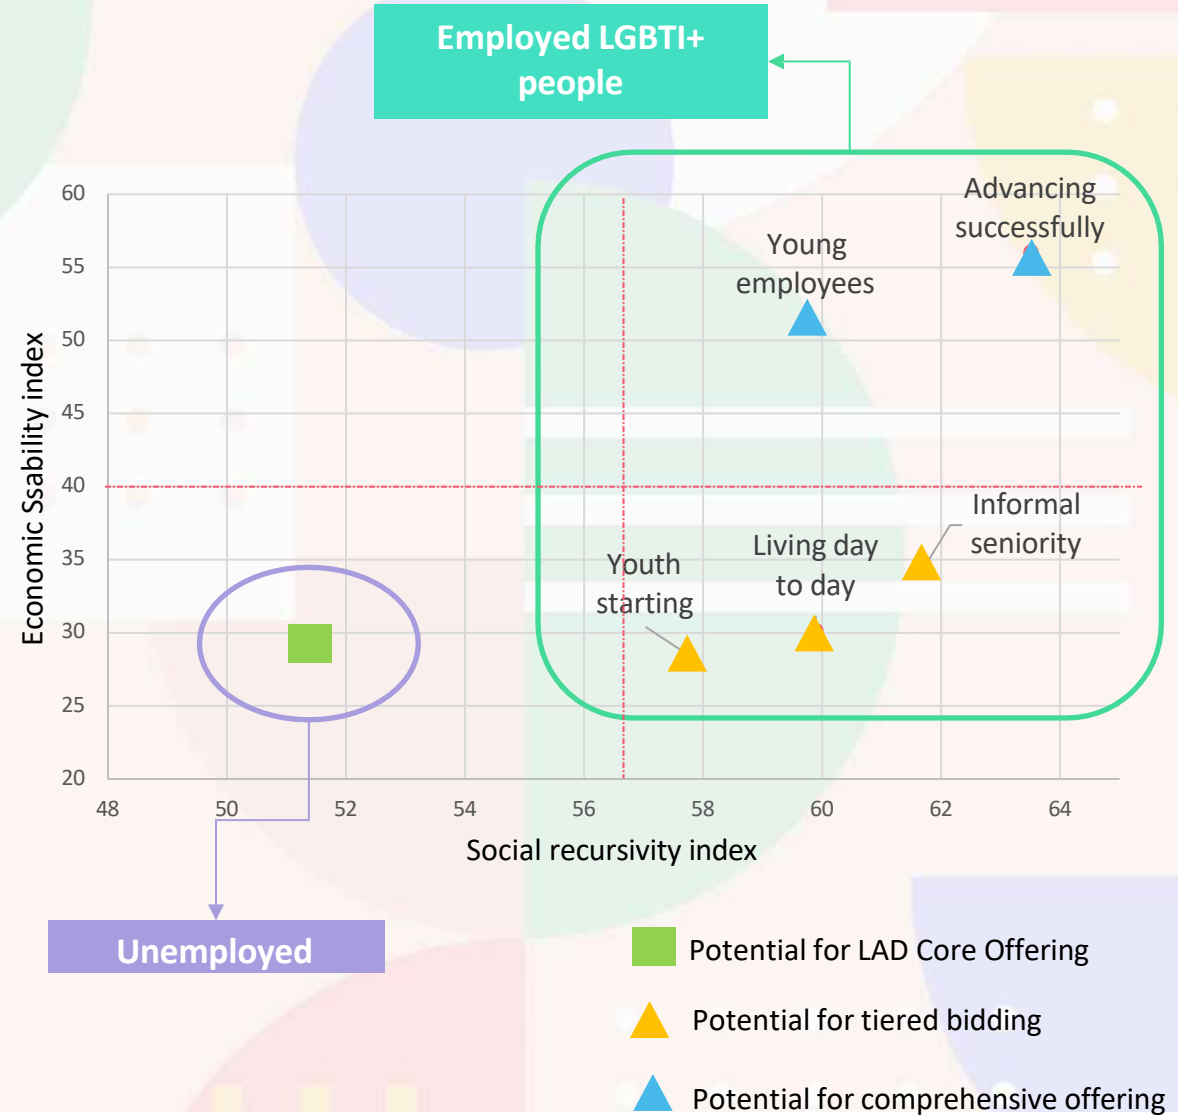 Employed LGBTI+
people
Advancing
successfully
Young
employees
Informal
seniority
Living day
to day
Youth
starting
60
55
50
45
40
35
30
25
20
Economic Ssability index
48 50 52 54 56 58 60 62 64
Social recursivity index
Unemployed
Potential for LAD Core Offering
Potential for tiered bidding
Potential for comprehensive offering